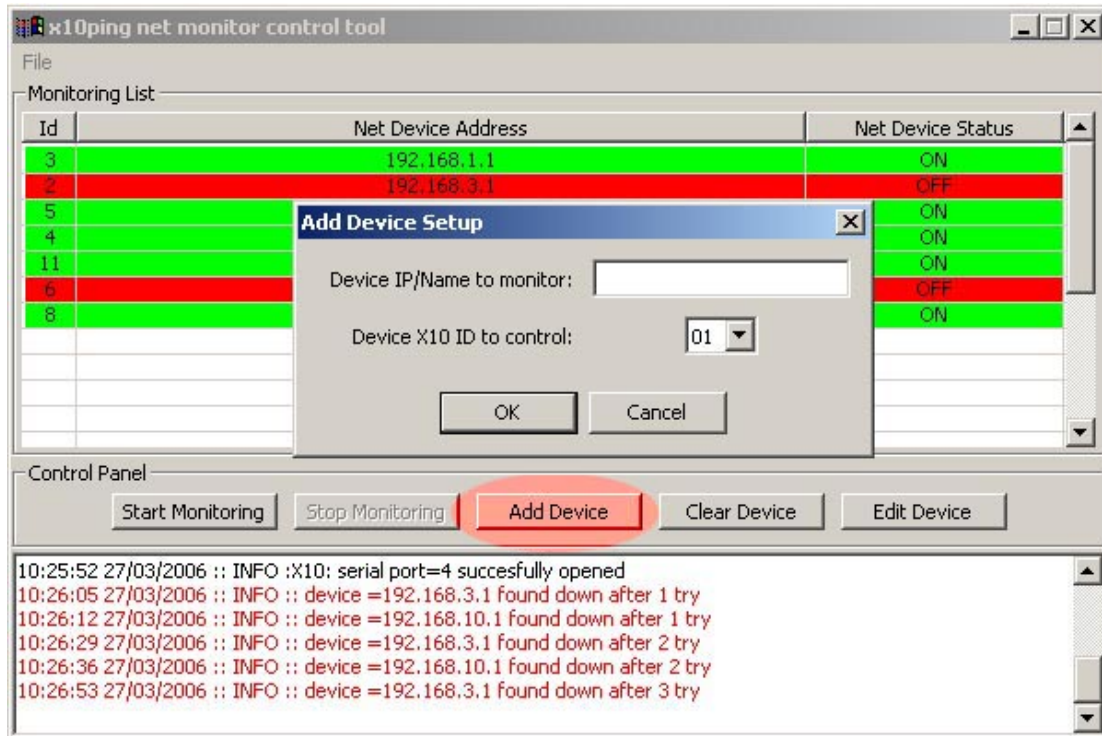 x10ping net monitor control tool
File
Monitoring List
Id Net Device Address Net Device Status
3 192.168.1.1 ON
2 192.168.3.1 OFF
5 ON
4 ON
11 ON
6 OFF
8 ON
Add Device Setup
Device IP/Name to monitor:
Device X10 ID to control: 01
OK Cancel
Control Panel
Start Monitoring Stop Monitoring Add Device Clear Device Edit Device
10:25:52 27/03/2006 :: INFO :X10: serial port=4 succesfully opened
10:26:05 27/03/2006 :: INFO :: device =192.168.3.1 found down after 1 try
10:26:12 27/03/2006 :: INFO :: device =192.168.10.1 found down after 1 try
10:26:29 27/03/2006 :: INFO :: device =192.168.3.1 found down after 2 try
10:26:36 27/03/2006 :: INFO :: device =192.168.10.1 found down after 2 try
10:26:53 27/03/2006 :: INFO :: device =192.168.3.1 found down after 3 try